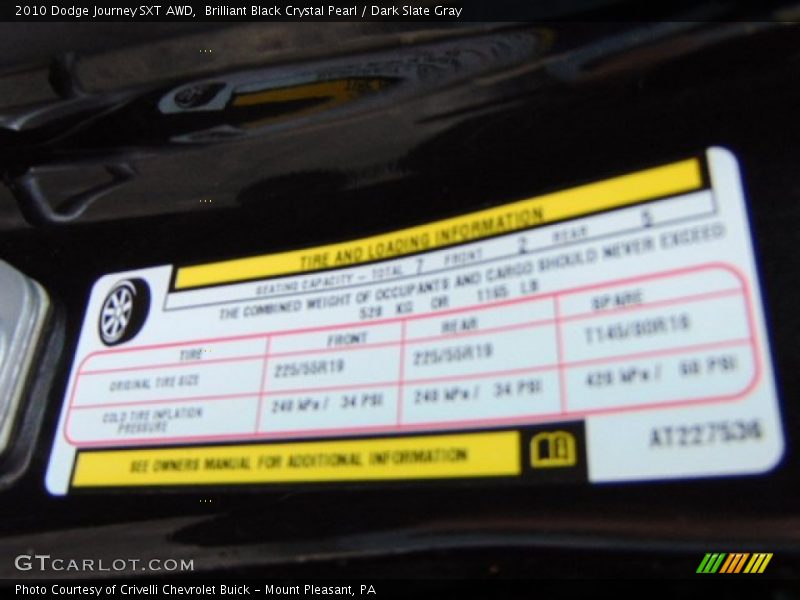 2010 Dodge Journey SXT AWD,  Brilliant Black Crystal Pearl / Dark Slate Gray
TIRE AND LOADING INFORMATION
SEATING CAPACITY - TOTAL 7 FRONT 2 REAR 5
THE COMBINED WEIGHT OF OCCUPANTS AND CARGO SHOULD NEVER EXCEED
KG OR LB
TIRE FRONT REAR SPARE
ORIGINAL TIRE SIZE 225/55R19 225/55R19
COLD TIRE INFLATION PRESSURE 240 kPa / 34 PSI 240 kPa / 34 PSI 420 kPa / 60 PSI
SEE OWNERS MANUAL FOR ADDITIONAL INFORMATION
AT227536
GTCARLOT.COM
Photo Courtesy of Crivelli Chevrolet Buick - Mount Pleasant, PA